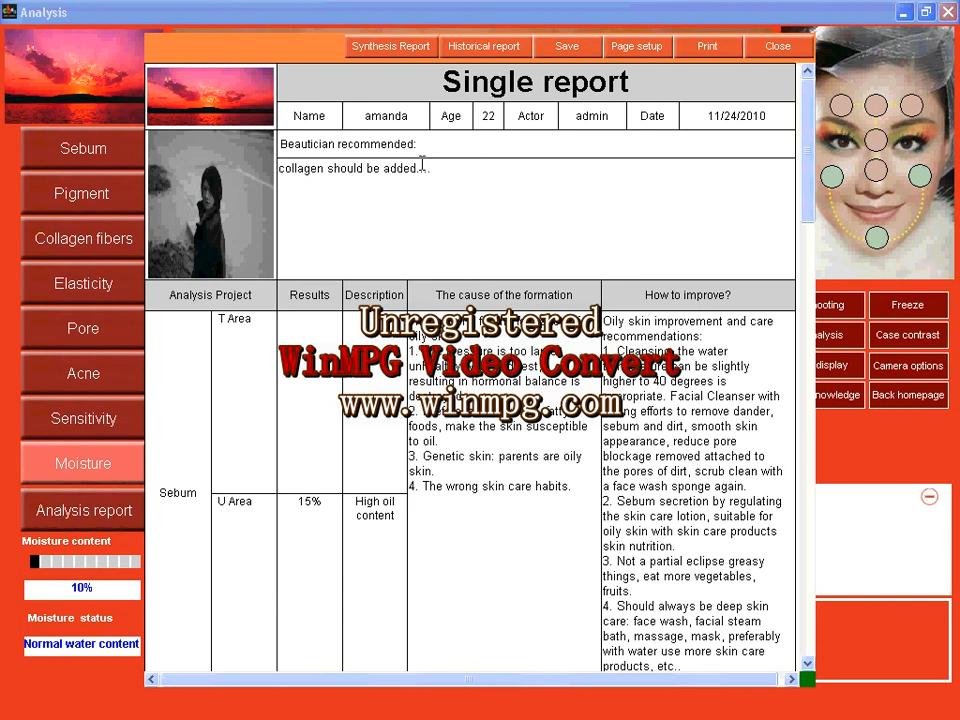 Analysis
Synthesis Report
Historical report
Save
Page setup
Print
Close
Single report
Name
amanda
Age
22
Actor
admin
Date
11/24/2010
Beautician recommended:
collagen should be added...
Sebum
Pigment
Collagen fibers
Elasticity
Pore
Acne
Sensitivity
Moisture
Analysis report
Moisture content
10%
Moisture status
Normal water content
Analysis Project
Results
Description
The cause of the formation
How to improve?
Sebum
T Area
U Area
15%
High oil
content
resulting in hormonal balance is
foods, make the skin susceptible
to oil.
3. Genetic skin: parents are oily
skin.
4. The wrong skin care habits.
Oily skin improvement and care
recommendations:
1. Cleansing the water
can be slightly
higher to 40 degrees is
Facial Cleanser with
efforts to remove dander,
sebum and dirt, smooth skin
appearance, reduce pore
blockage removed attached to
the pores of dirt, scrub clean with
a face wash sponge again.
2. Sebum secretion by regulating
the skin care lotion, suitable for
oily skin with skin care products
skin nutrition.
3. Not a partial eclipse greasy
things, eat more vegetables,
fruits.
4. Should always be deep skin
care: face wash, facial steam
bath, massage, mask, preferably
with water use more skin care
products, etc..
Unregistered
WinMPG Video Convert
www.winmpg.com
Freeze
Case contrast
Camera options
Back homepage